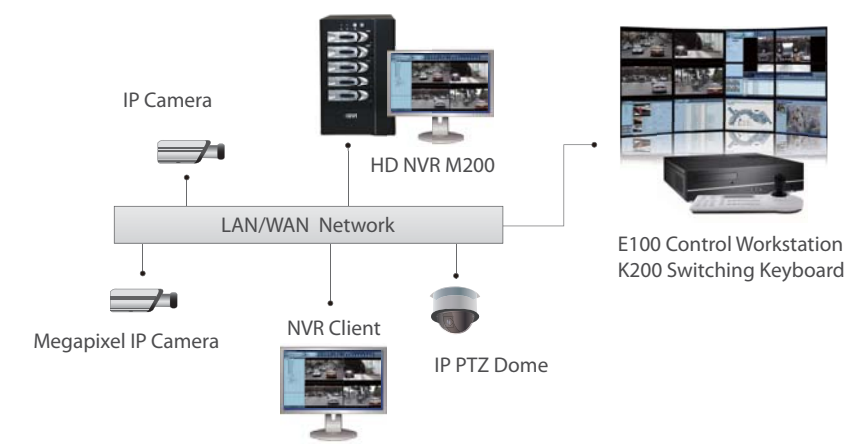 IP Camera
HD NVR M200
LAN/WAN Network
E100 Control Workstation
K200 Switching Keyboard
Megapixel IP Camera
NVR Client
IP PTZ Dome